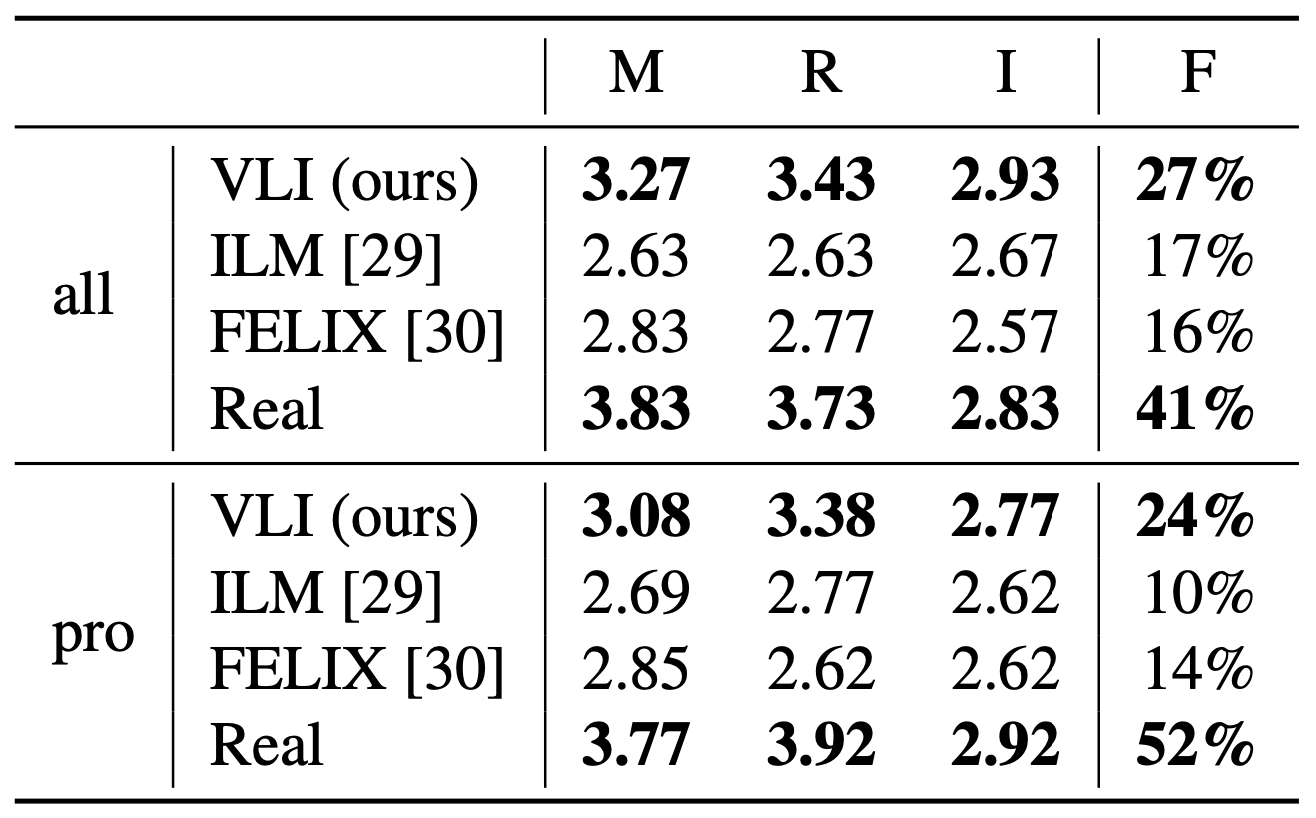 M R I F
VLI (ours) 3.27 3.43 2.93 27%
ILM [29] 2.63 2.63 2.67 17%
all
FELIX [30] 2.83 2.77 2.57 16%
Real 3.83 3.73 2.83 41%
VLI (ours) 3.08 3.38 2.77 24%
ILM [29] 2.69 2.77 2.62 10%
pro
FELIX [30] 2.85 2.62 2.62 14%
Real 3.77 3.92 2.92 52%